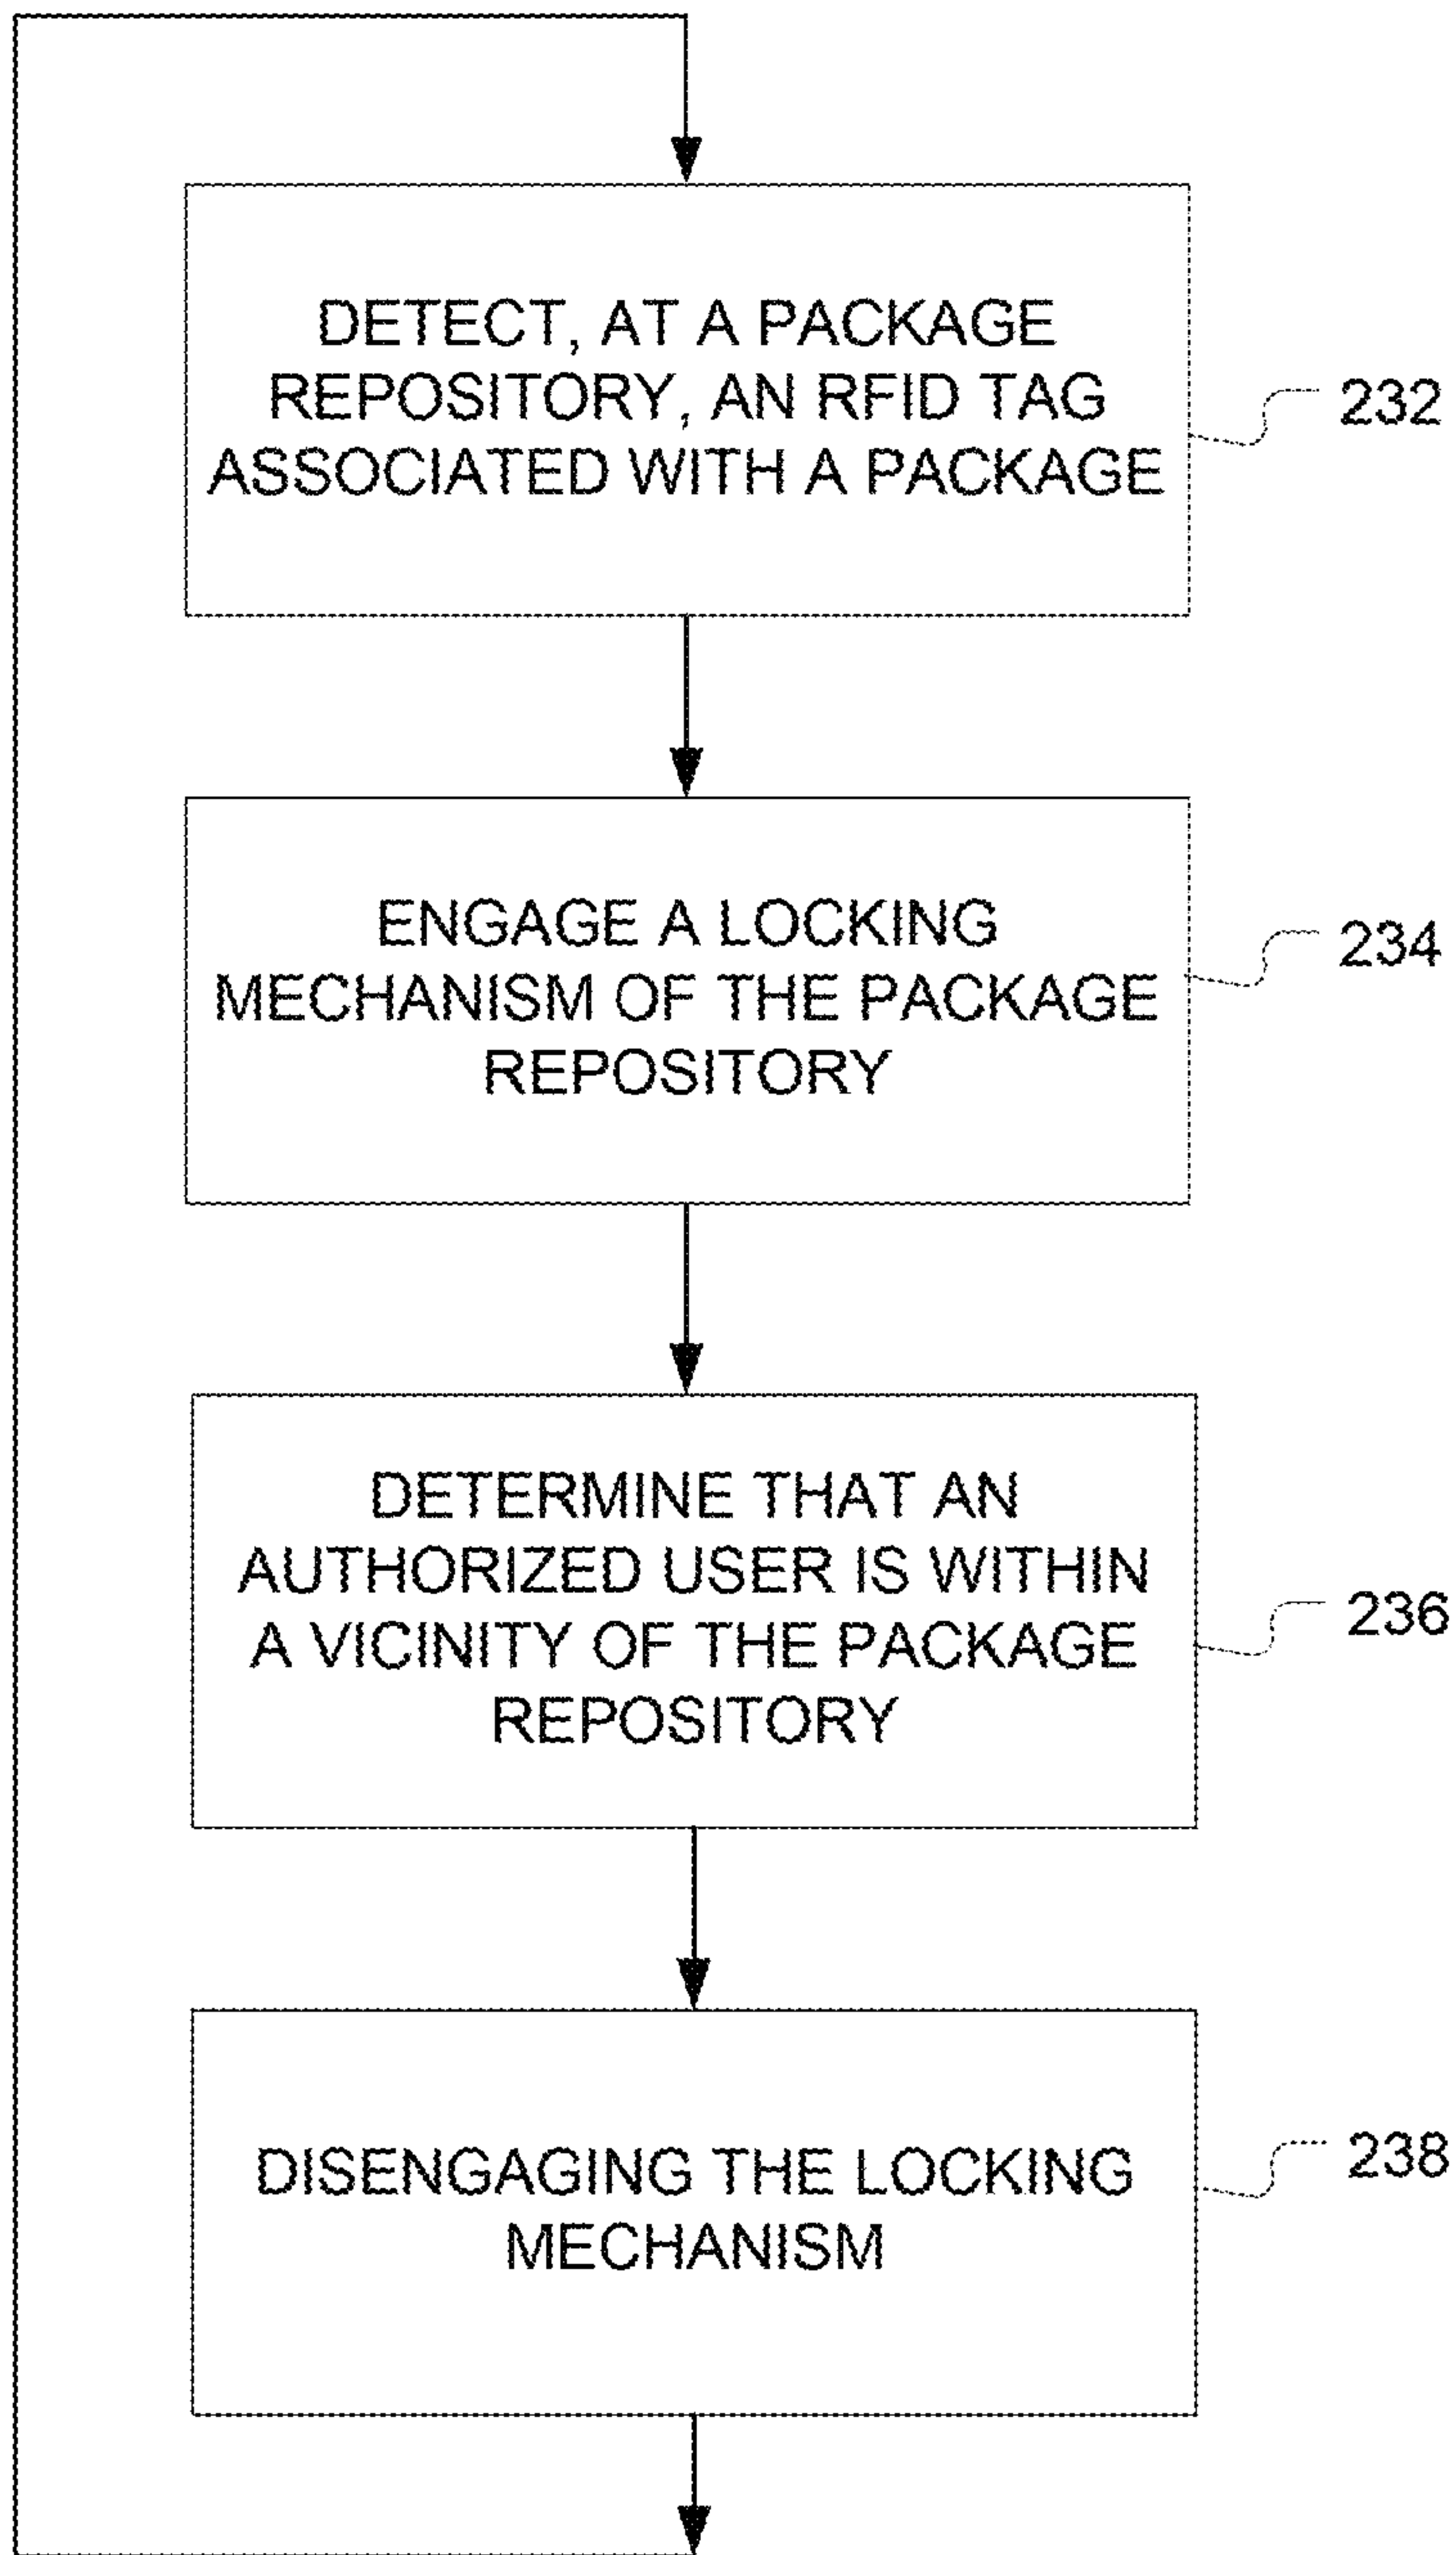 DETECT, AT A PACKAGE
REPOSITORY, AN RFID TAG
ASSOCIATED WITH A PACKAGE
232
ENGAGE A LOCKING
MECHANISM OF THE PACKAGE
REPOSITORY
234
DETERMINE THAT AN
AUTHORIZED USER IS WITHIN
A VICINITY OF THE PACKAGE
REPOSITORY
236
DISENGAGING THE LOCKING
MECHANISM
238